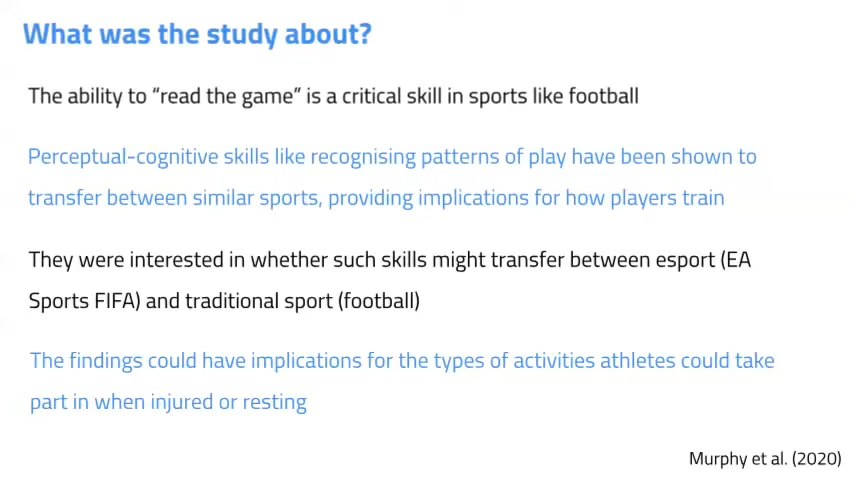 What was the study about?
The ability to “read the game” is a critical skill in sports like football
Perceptual-cognitive skills like recognising patterns of play have been shown to
transfer between similar sports, providing implications for how players train
They were interested in whether such skills might transfer between esport (EA
Sports FIFA) and traditional sport (football)
The findings could have implications for the types of activities athletes could take
part in when injured or resting
Murphy et al. (2020)